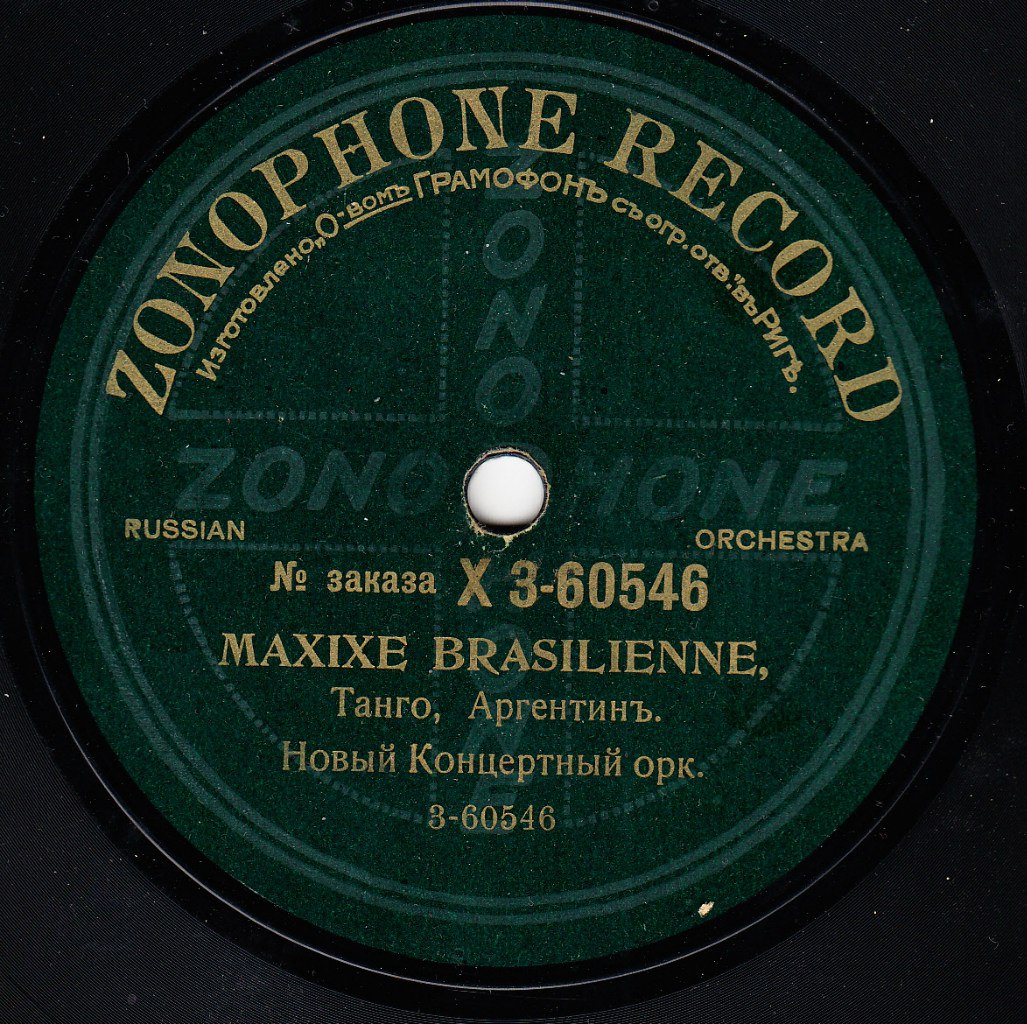 ZONOPHONE RECORD
Изготовлено „О-вомъ ГРАМОФОНЪ съ огр. отв." въ Ригѣ.
ZONO
ZONOPHONE
RUSSIAN ORCHESTRA
№ заказа X 3-60546
MAXIXE BRASILIENNE,
Танго, Аргентинъ.
Новый Концертный орк.
3-60546